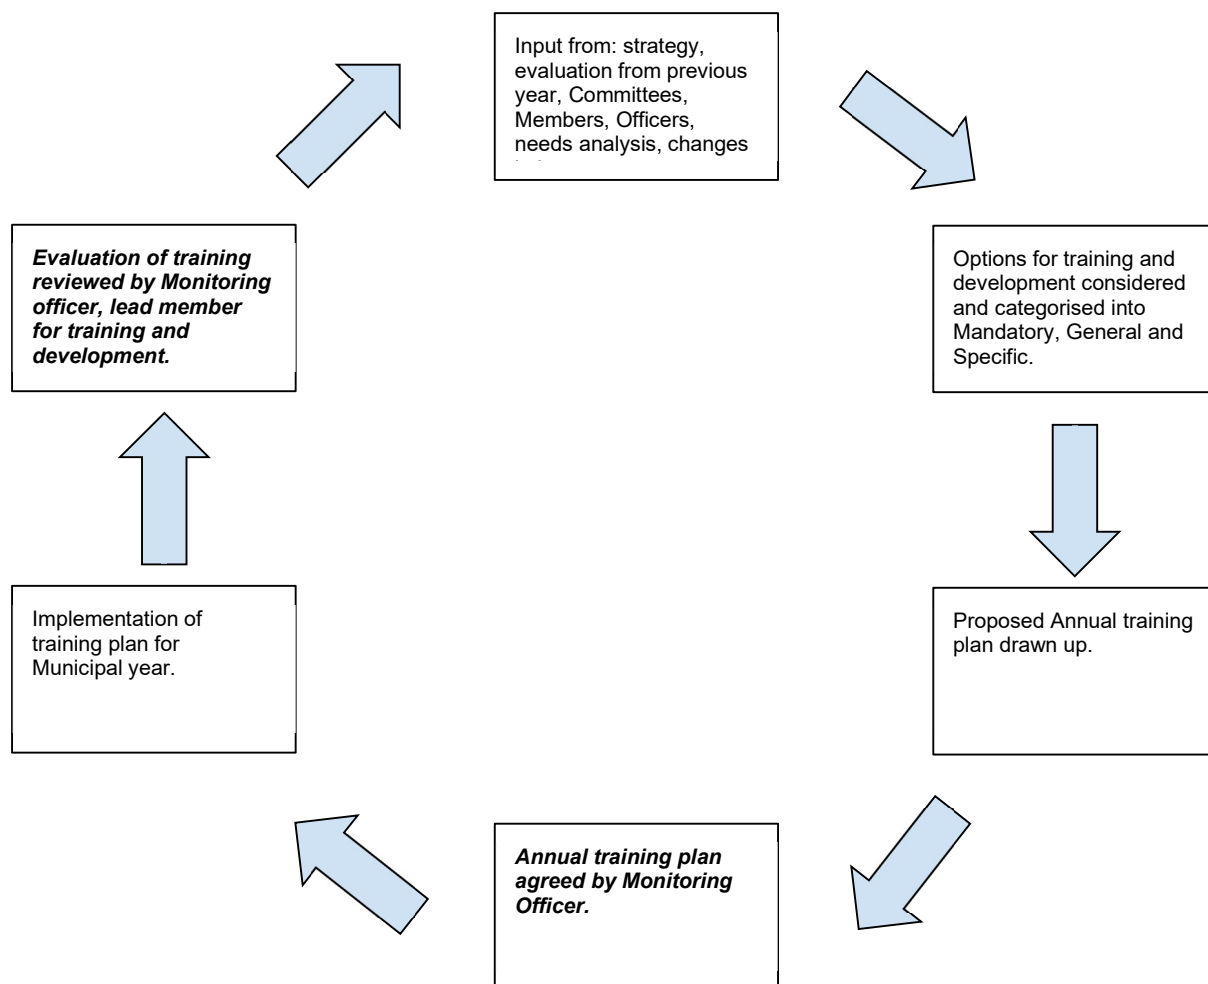 Input from: strategy,
evaluation from previous
year, Committees,
Members, Officers,
needs analysis, changes
Options for training and
development considered
and categorised into
Mandatory, General and
Specific.
Proposed Annual training
plan drawn up.
Annual training plan
agreed by Monitoring
Officer.
Implementation of
training plan for
Municipal year.
Evaluation of training
reviewed by Monitoring
officer, lead member
for training and
development.